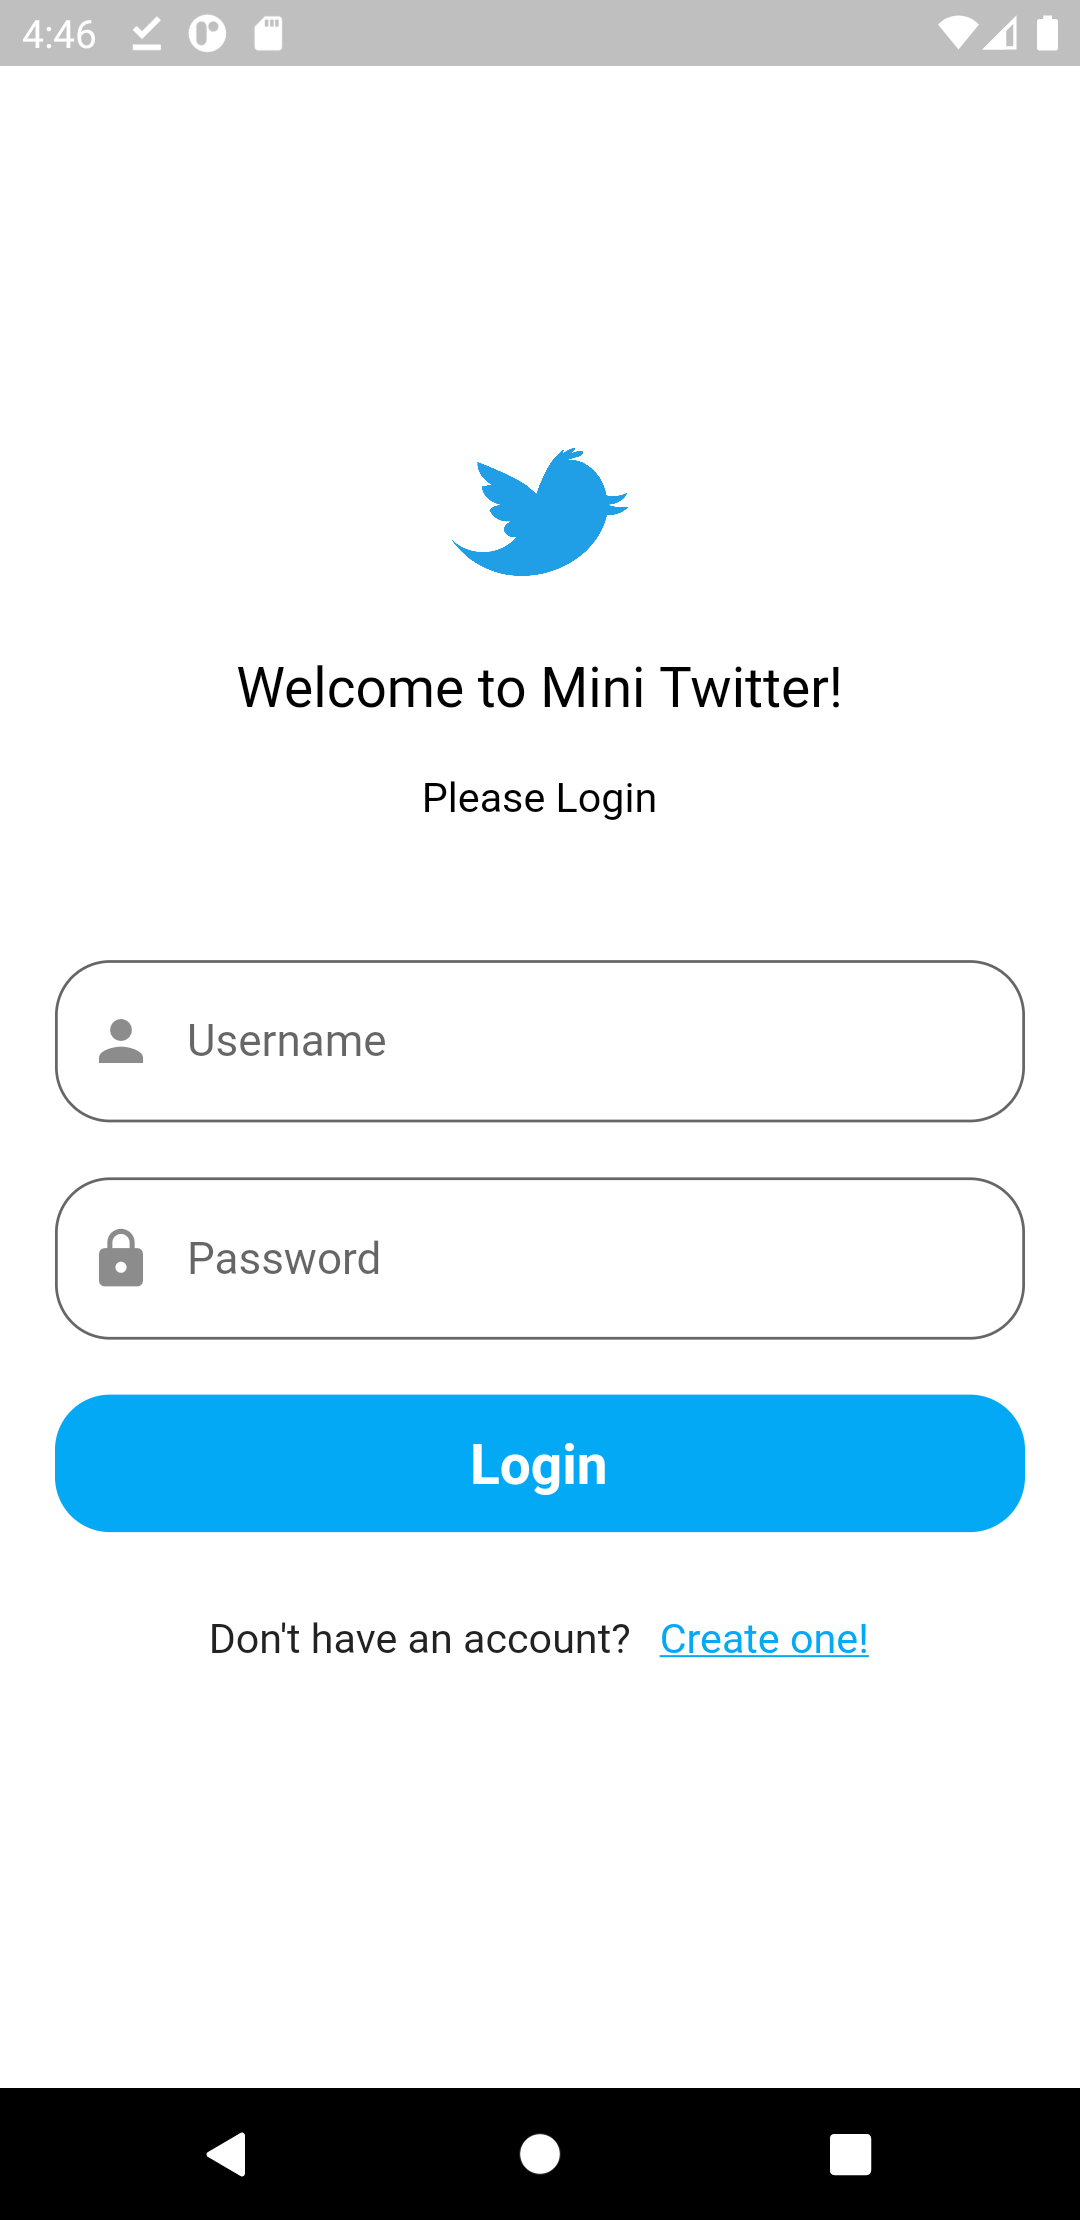 4:46
Welcome to Mini Twitter!
Please Login
Username
Password
Login
Don't have an account? Create one!